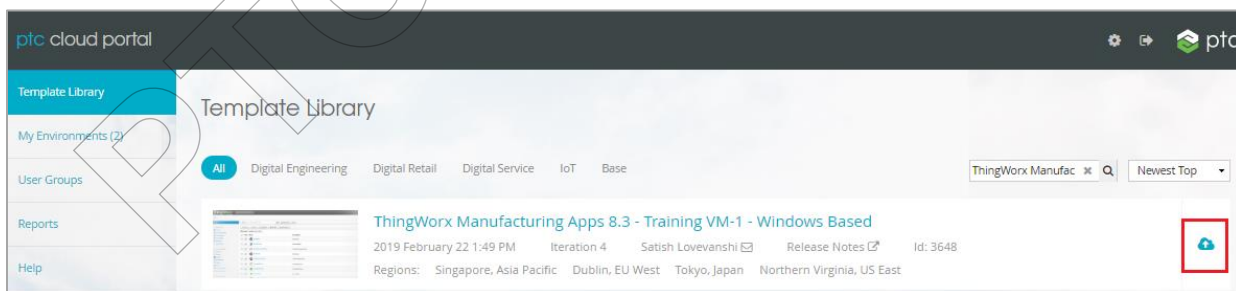 ptc cloud portal
ptc
Template Library
My Environments (2)
User Groups
Reports
Help
Template Library
All Digital Engineering Digital Retail Digital Service IoT Base
ThingWorx Manufac
Newest Top
ThingWorx Manufacturing Apps 8.3 - Training VM-1 - Windows Based
2019 February 22 1:49 PM Iteration 4 Satish Lovevanshi Release Notes Id: 3648
Regions: Singapore, Asia Pacific Dublin, EU West Tokyo, Japan Northern Virginia, US East